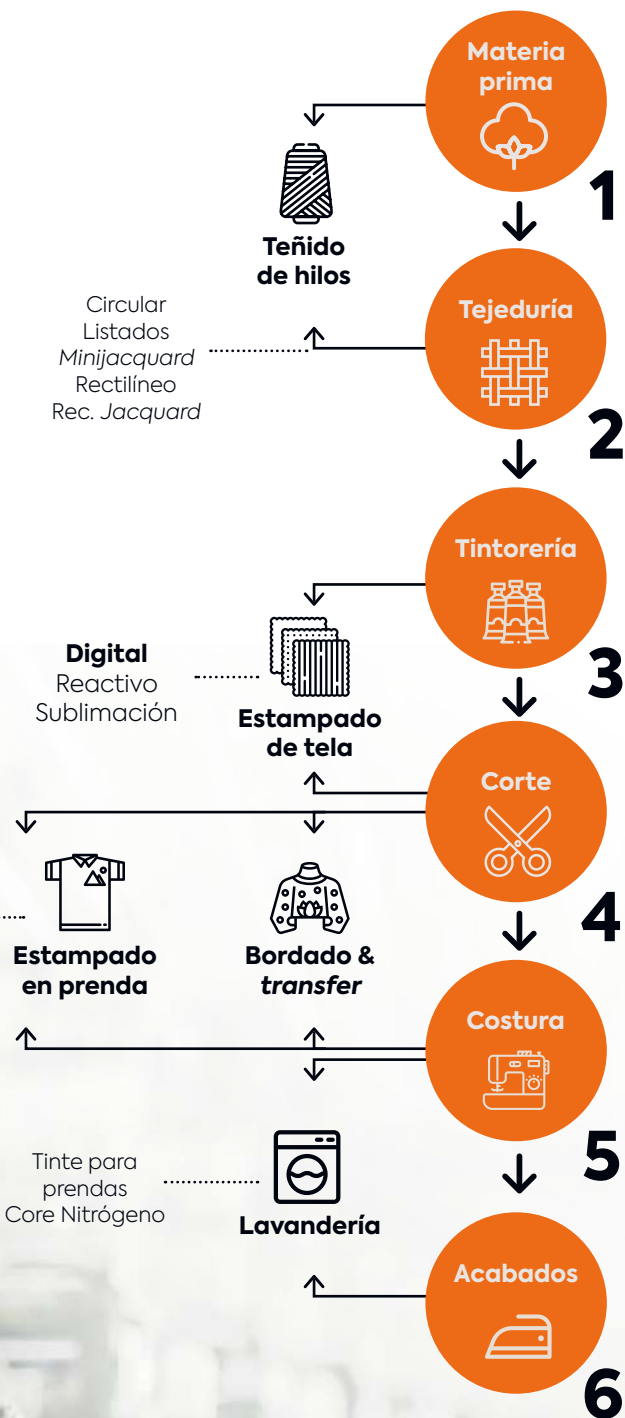 Materia
prima
1
Teñido
de hilos
Circular
Listados
Minijacquard
Rectilíneo
Rec. Jacquard
Tejeduría
2
Tintorería
3
Digital
Reactivo
Sublimación
Estampado
de tela
Corte
4
Estampado
en prenda
Bordado &
transfer
Costura
5
Tinte para
prendas
Core Nitrógeno
Lavandería
Acabados
6